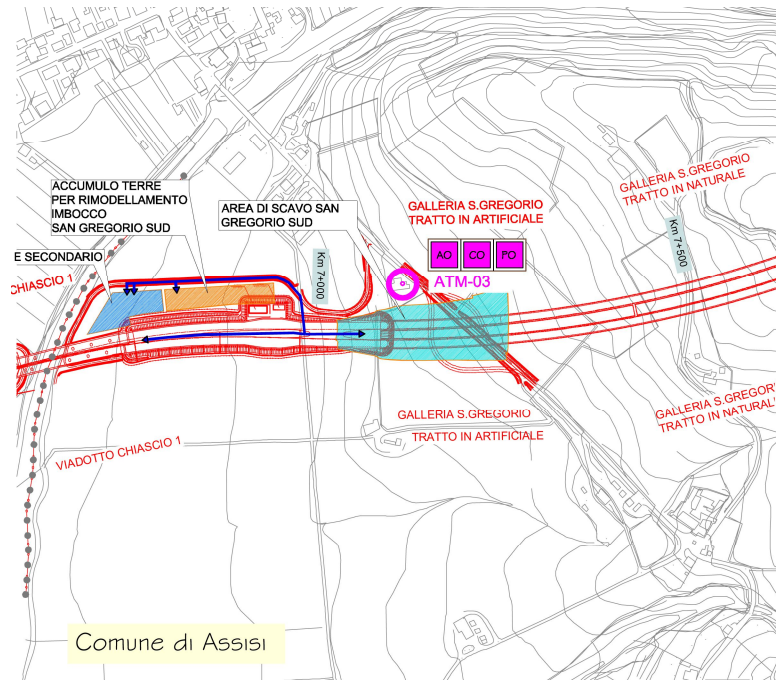 ACCUMULO TERRE
PER RIMODELLAMENTO
IMBOCCO
SAN GREGORIO SUD
AREA DI SCAVO SAN
GREGORIO SUD
GALLERIA S.GREGORIO
TRATTO IN ARTIFICIALE
GALLERIA S.GREGORIO
TRATTO IN NATURALE
E SECONDARIO
CHIASCIO 1
Km 7+000
AO CO PO
ATM-03
Km 7+500
GALLERIA S.GREGORIO
TRATTO IN ARTIFICIALE
GALLERIA S.GREGORI
TRATTO IN NATURAL
VIADOTTO CHIASCIO 1
Comune di Assisi